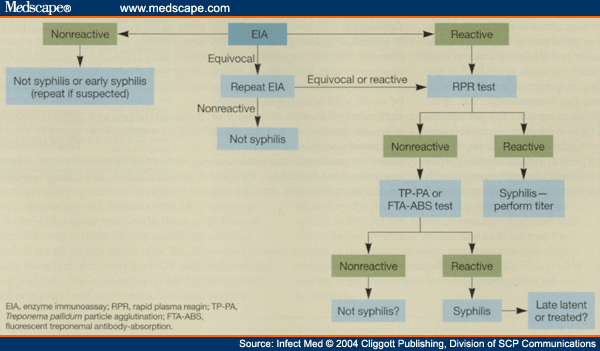 Medscape® www.medscape.com
Nonreactive
EIA
Reactive
Equivocal
Not syphilis or early syphilis
(repeat if suspected)
Repeat EIA
Equivocal or reactive
RPR test
Nonreactive
Not syphilis
Nonreactive
Reactive
TP-PA or
FTA-ABS test
Syphilis—
perform titer
Nonreactive
Reactive
Not syphilis?
Syphilis
Late latent
or treated?
EIA, enzyme immunoassay; RPR, rapid plasma reagin; TP-PA,
Treponema pallidum particle agglutination; FTA-ABS,
fluorescent treponemal antibody-absorption.
Source: Infect Med © 2004 Cliggott Publishing, Division of SCP Communications